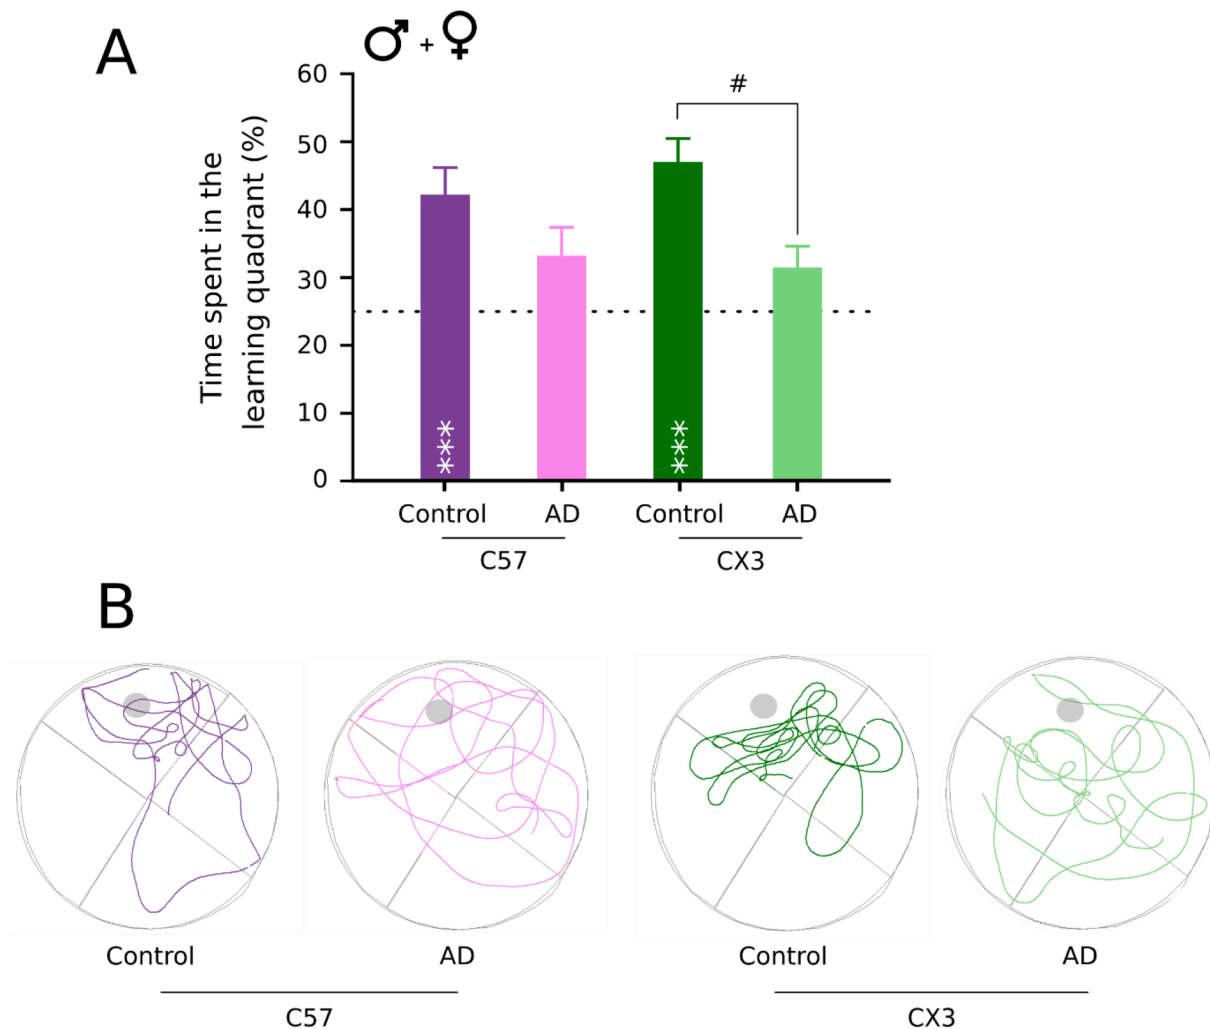 A
♂ + ♀
Time spent in the
learning quadrant (%)
60
50
40
30
20
10
0
#
***
***
Control AD Control AD
C57 CX3
B
Control AD Control AD
C57 CX3